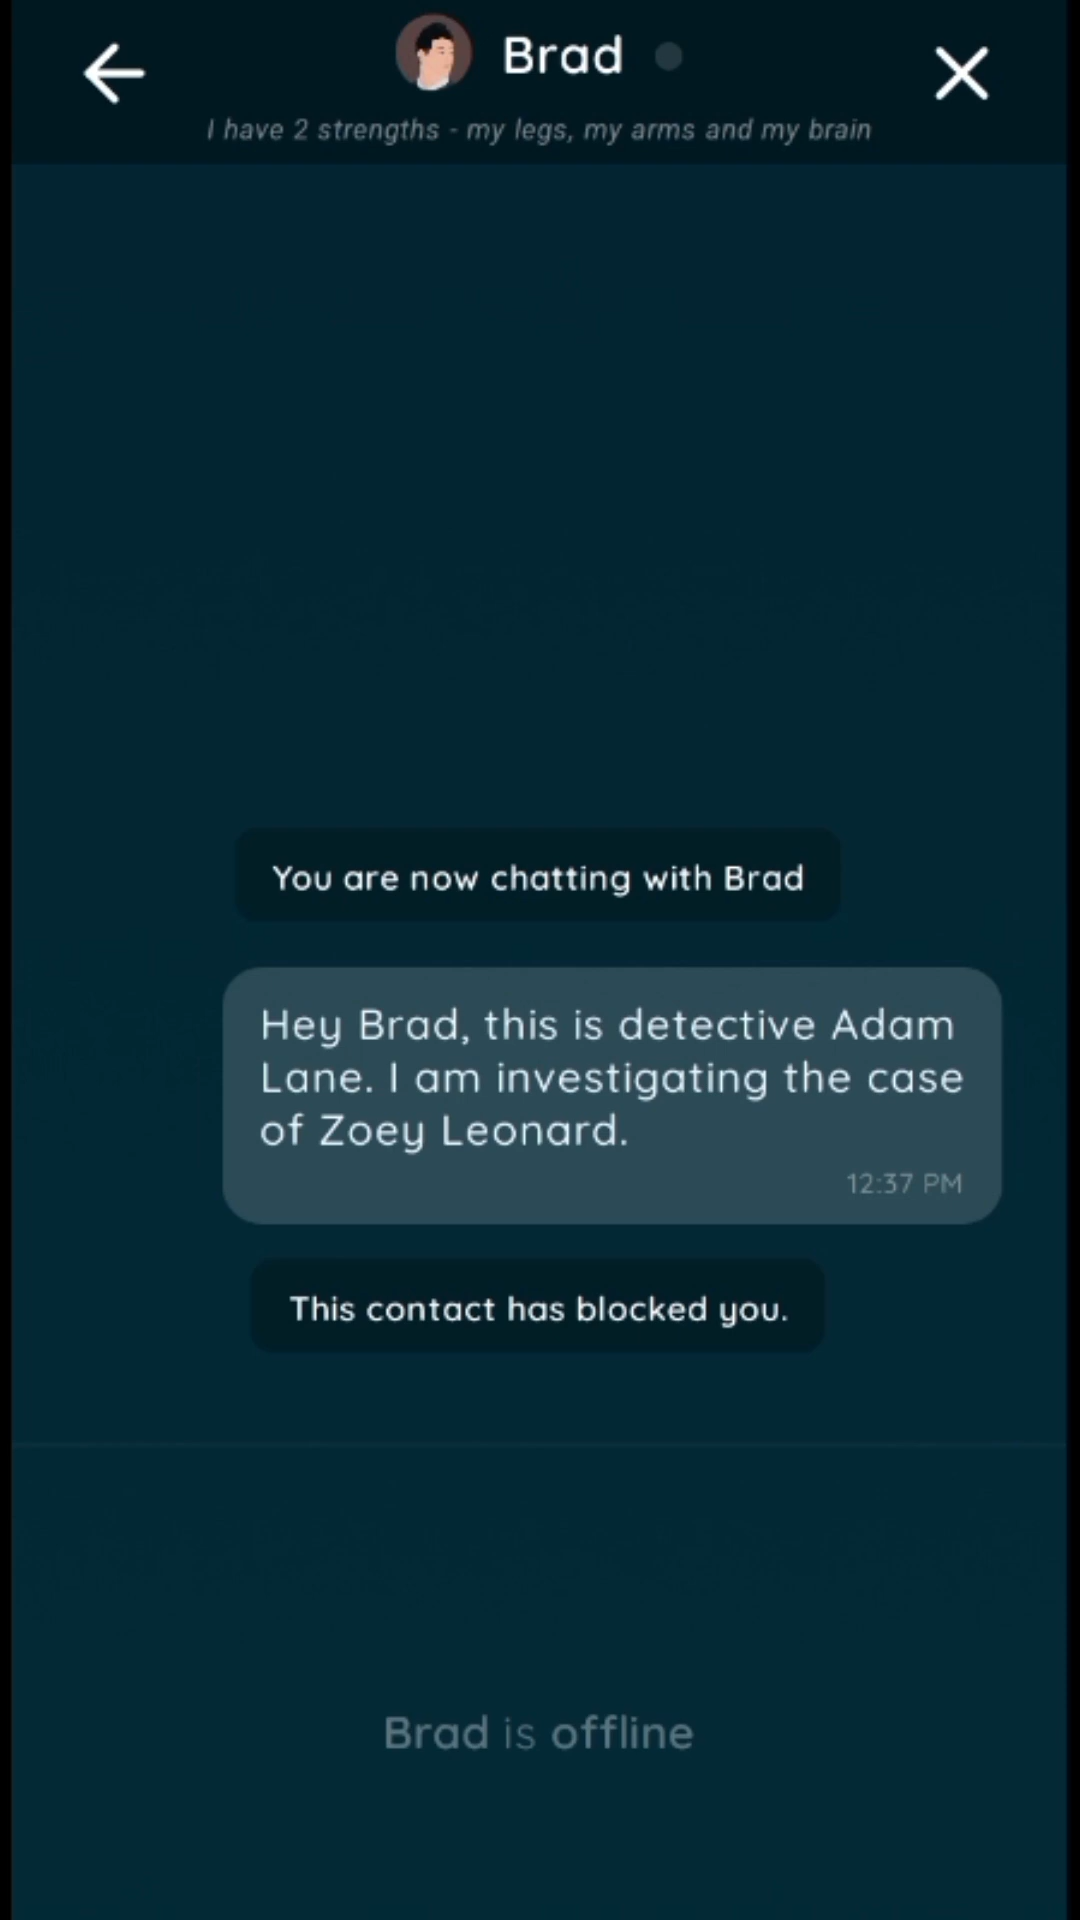 Brad
I have 2 strengths - my legs, my arms and my brain
You are now chatting with Brad
Hey Brad, this is detective Adam
Lane. I am investigating the case
of Zoey Leonard.
12:37 PM
This contact has blocked you.
Brad is offline